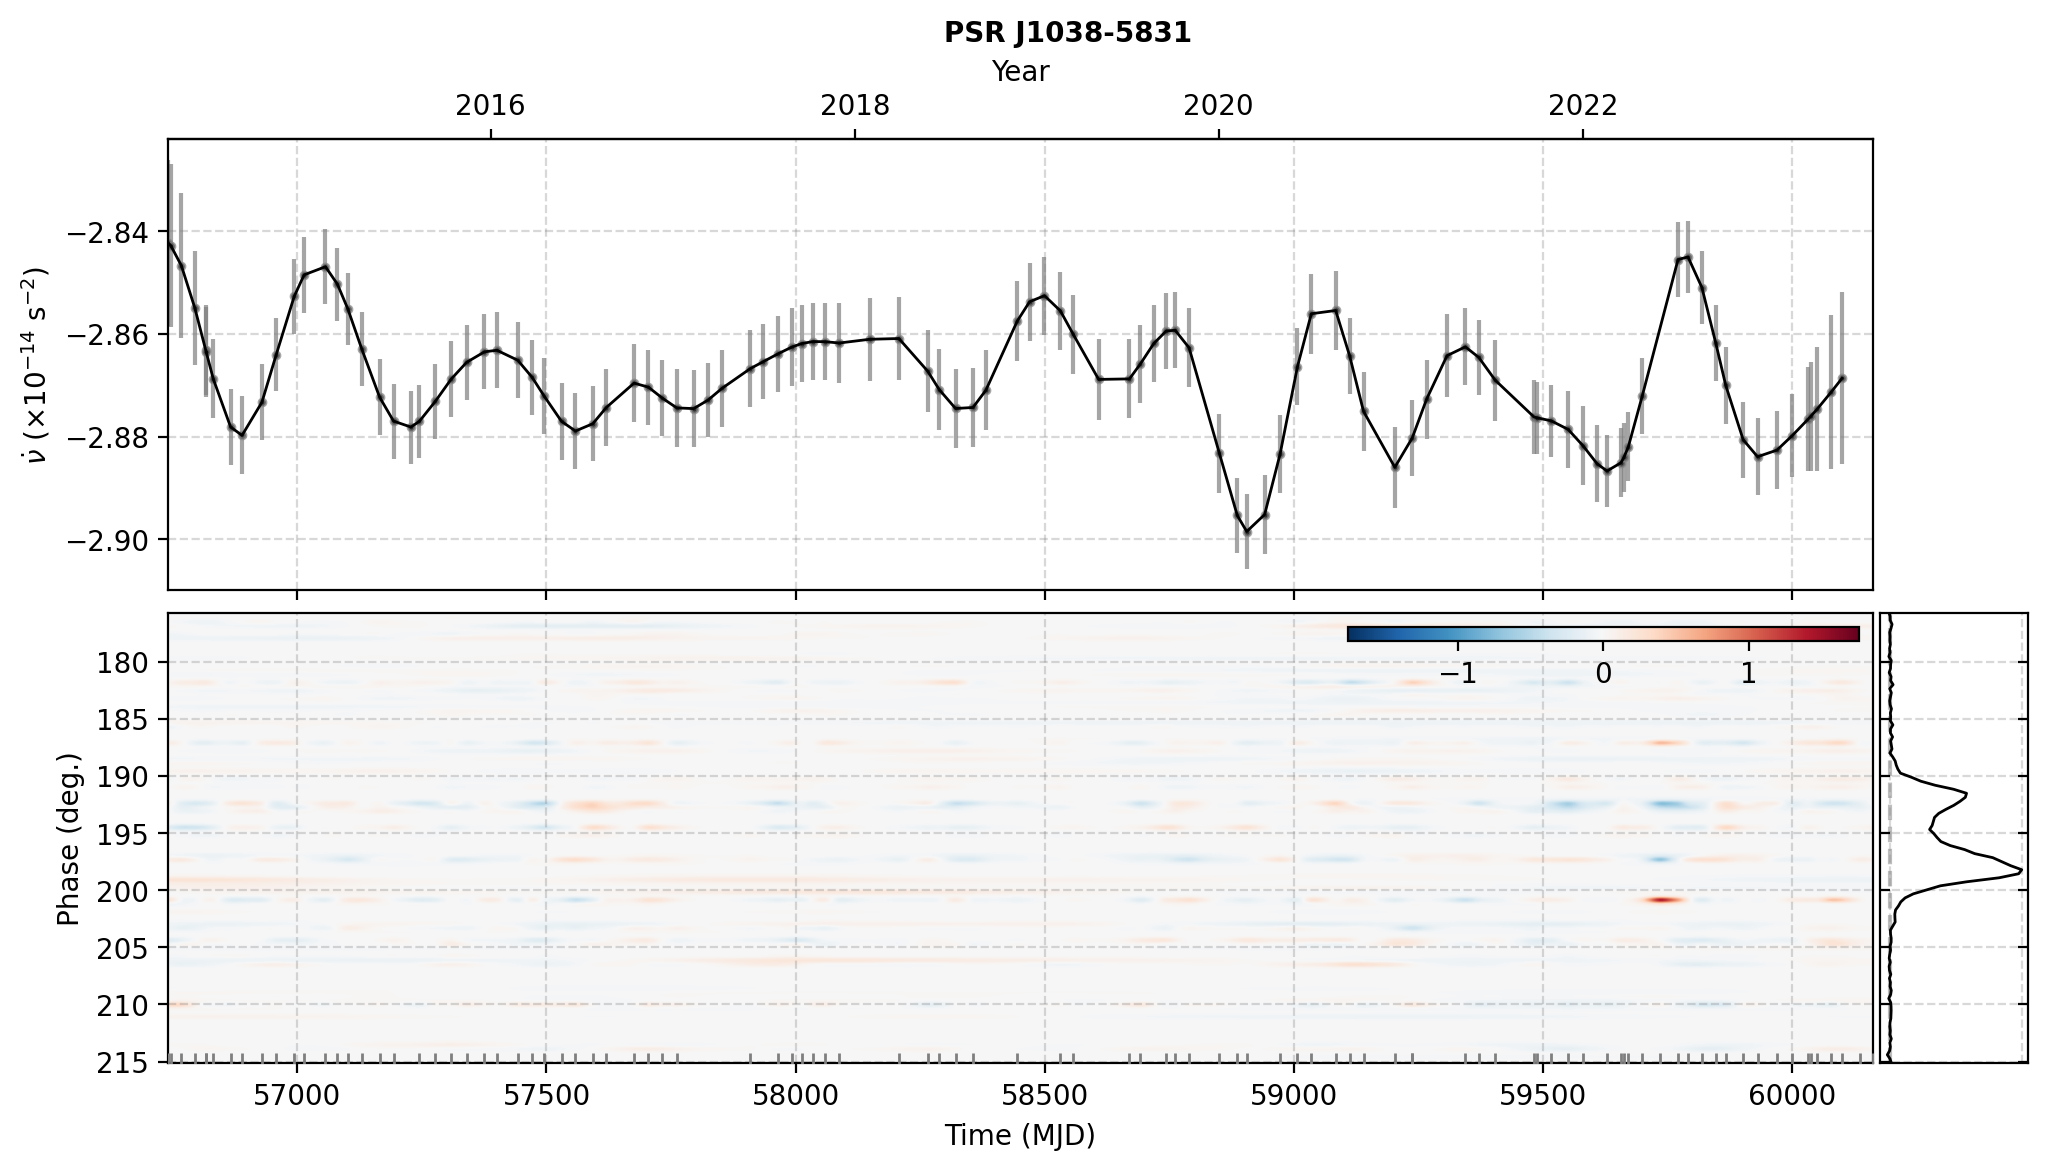 PSR J1038-5831
Year
2016 2018 2020 2022
−2.84
−2.86
−2.88
−2.90
ν̇ (×10⁻¹⁴ s⁻²)
−1 0 1
180
185
190
195
200
205
210
215
Phase (deg.)
57000 57500 58000 58500 59000 59500 60000
Time (MJD)